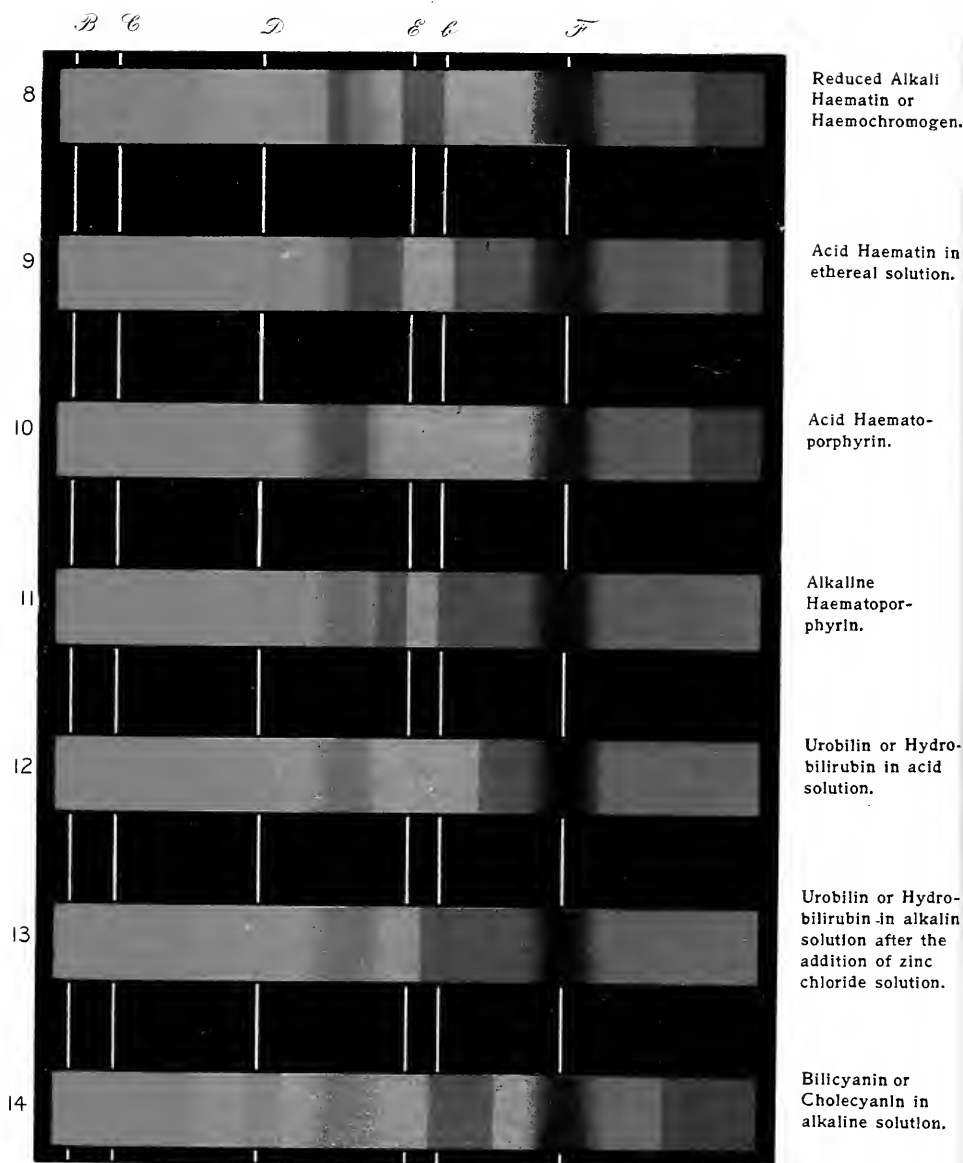 B C D E b F
8
Reduced Alkali
Haematin or
Haemochromogen.
9
Acid Haematin in
ethereal solution.
10
Acid Haemato-
porphyrin.
11
Alkaline
Haematopor-
phyrin.
12
Urobilin or Hydro-
bilirubin in acid
solution.
13
Urobilin or Hydro-
bilirubin in alkalin
solution after the
addition of zinc
chloride solution.
14
Bilicyanin or
Cholecyanin in
alkaline solution.